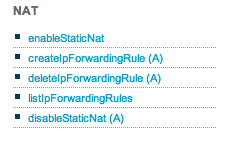 NAT
enableStaticNat
createIpForwardingRule (A)
deleteIpForwardingRule (A)
listIpForwardingRules
disableStaticNat (A)